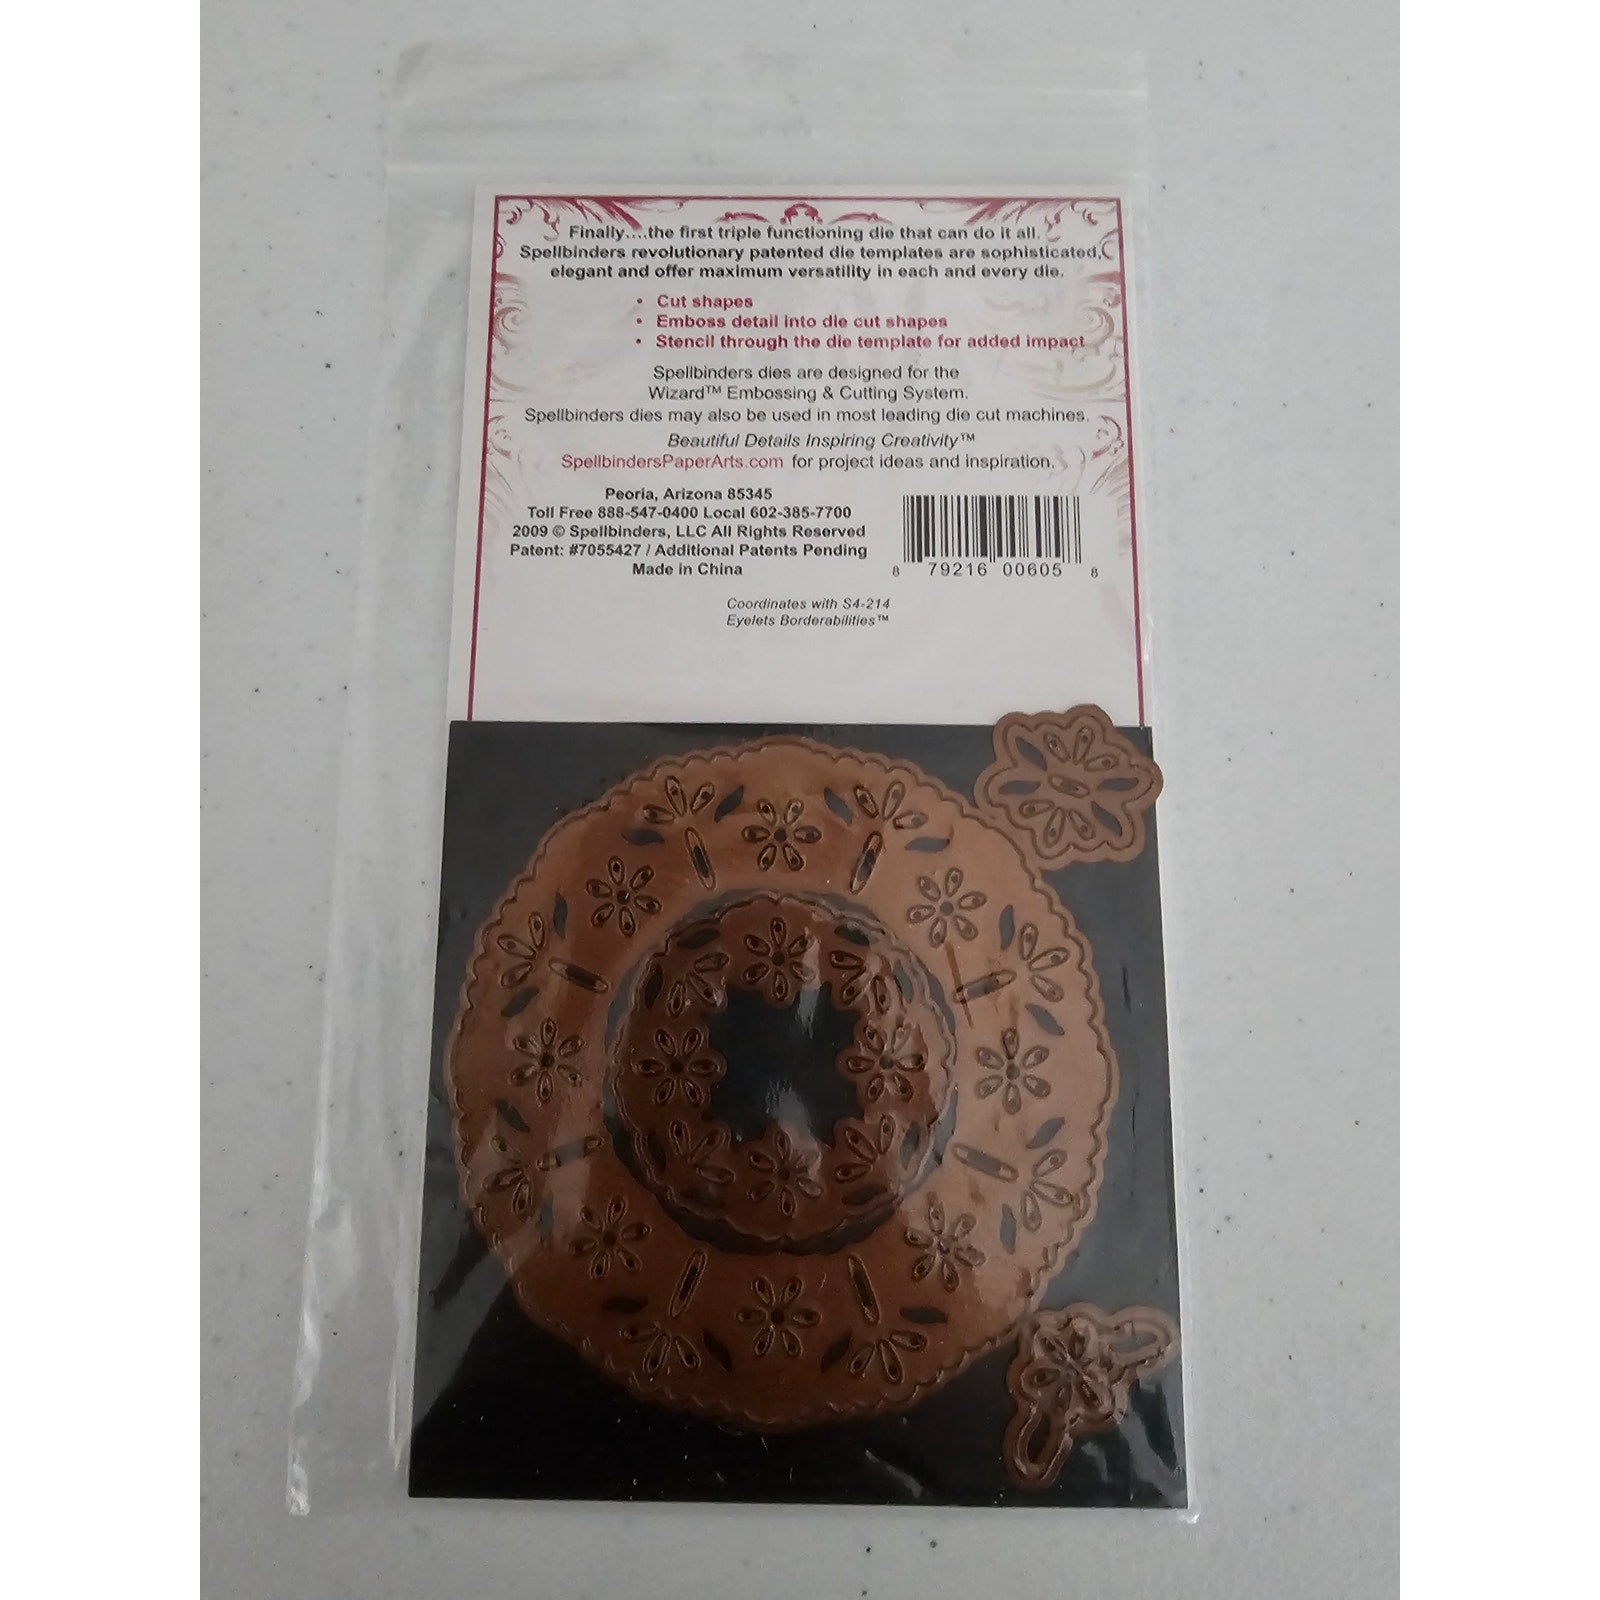 Finally....the first triple functioning die that can do it all.
Spellbinders revolutionary patented die templates are sophisticated,
elegant and offer maximum versatility in each and every die.
• Cut shapes
• Emboss detail into die cut shapes
• Stencil through the die template for added impact
Spellbinders dies are designed for the
Wizard™ Embossing & Cutting System.
Spellbinders dies may also be used in most leading die cut machines.
Beautiful Details Inspiring Creativity™
SpellbindersPaperArts.com for project ideas and inspiration.
Peoria, Arizona 85345
Toll Free 888-547-0400 Local 602-385-7700
2009 © Spellbinders, LLC All Rights Reserved
Patent: #7055427 / Additional Patents Pending
Made in China
8 79216 00605 8
Coordinates with S4-214
Eyelets Borderabilities™